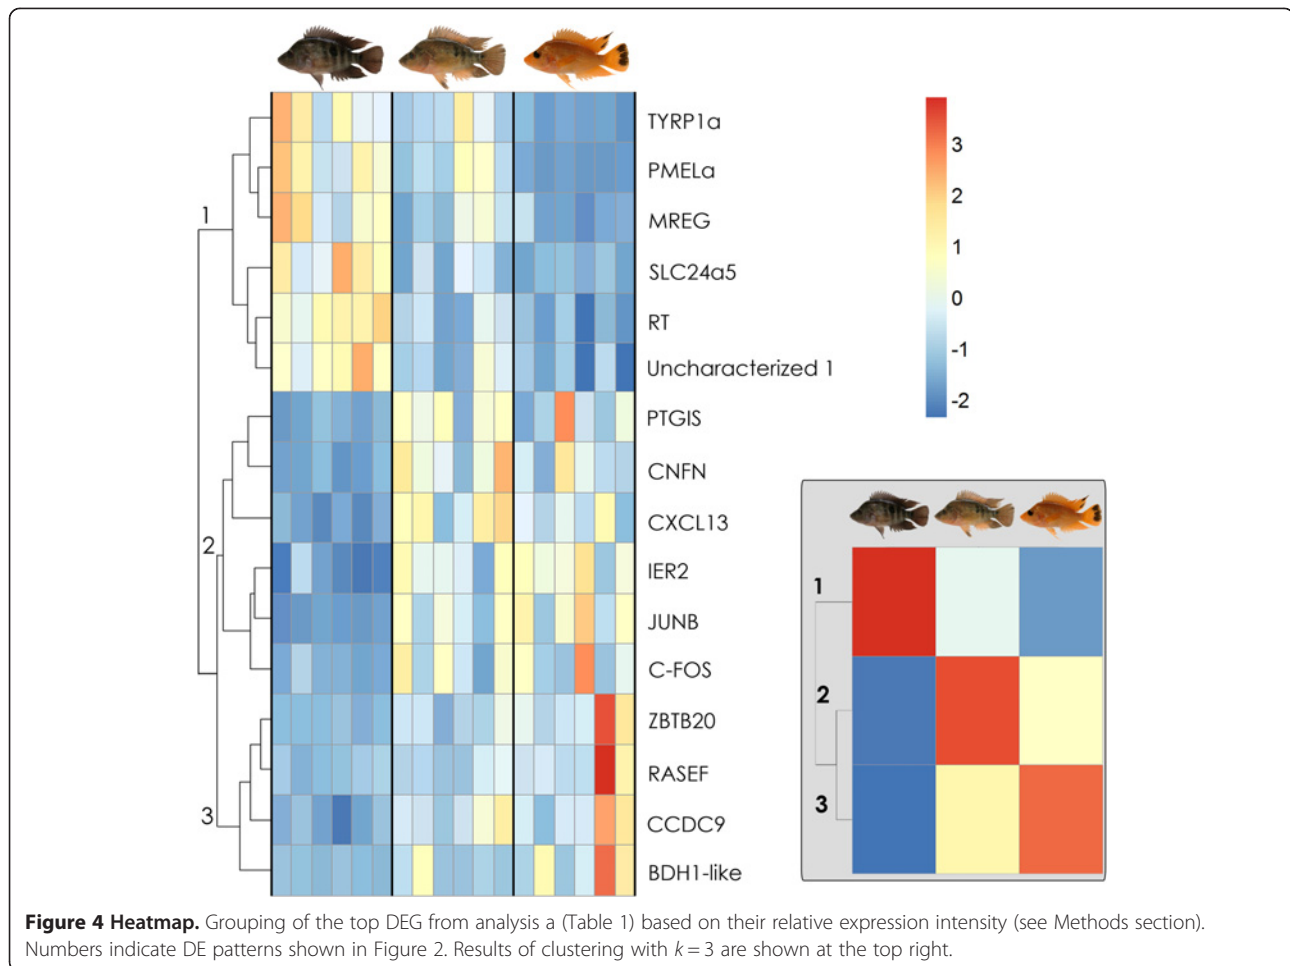 TYRP1a
PMELa
MREG
SLC24a5
RT
Uncharacterized 1
PTGIS
CNFN
CXCL13
IER2
JUNB
C-FOS
ZBTB20
RASEF
CCDC9
BDH1-like
1
2
3
3
2
1
0
-1
-2
1
2
3
Figure 4 Heatmap. Grouping of the top DEG from analysis a (Table 1) based on their relative expression intensity (see Methods section).
Numbers indicate DE patterns shown in Figure 2. Results of clustering with k = 3 are shown at the top right.